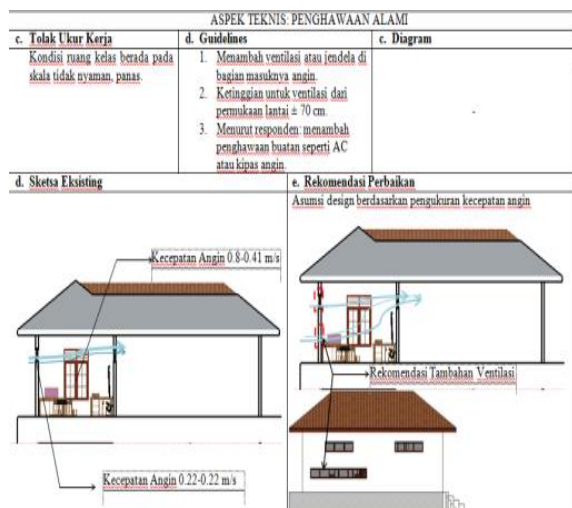 ASPEK TEKNIS: PENGHAWAAN ALAMI
c. Tolak Ukur Kerja
Kondisi ruang kelas berada pada
skala tidak nyaman, panas.
d. Guidelines
1. Menambah ventilasi atau jendela di
bagian masuknya angin.
2. Ketinggian untuk ventilasi dari
permukaan lantai ± 70 cm.
3. Menurut responden: menambah
penghawaan buatan seperti AC
atau kipas angin.
c. Diagram
-
d. Sketsa Eksisting
Kecepatan Angin 0.8-0.41 m/s
Kecepatan Angin 0.22-0.22 m/s
e. Rekomendasi Perbaikan
Asumsi design berdasarkan pengukuran kecepatan angin
Rekomendasi Tambahan Ventilasi